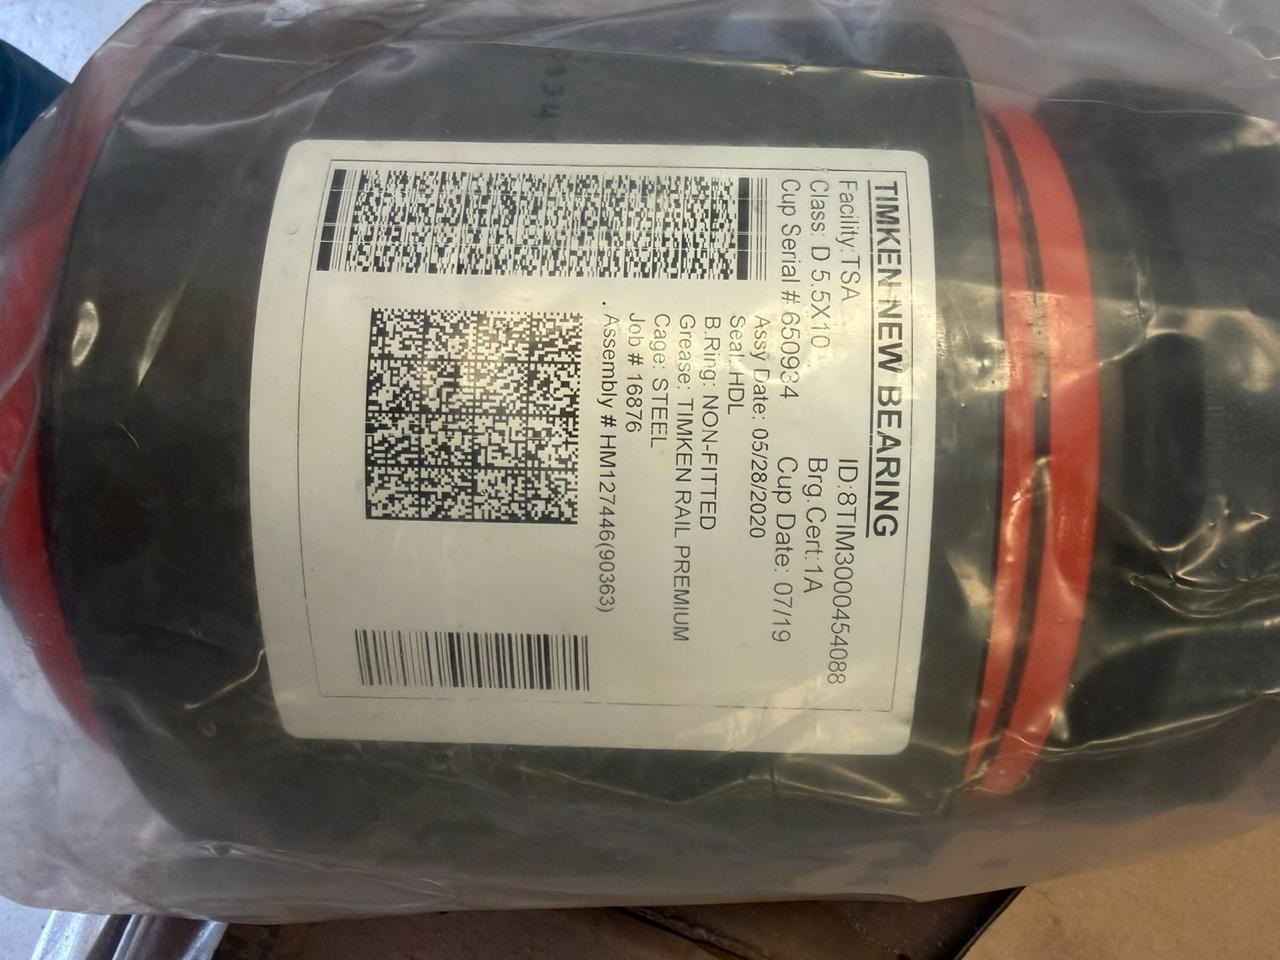 TIMKEN NEW BEARING
Facility:TSA ID:8TIM3000454088
Class: D 5.5X10 Brg.Cert:1A
Cup Serial #:650934 Cup Date: 07/19
Assy Date: 05/28/2020
Seal:HDL
B.Ring: NON-FITTED
Grease: TIMKEN RAIL PREMIUM
Cage: STEEL
Job # 16876
. Assembly # HM127446(90363)